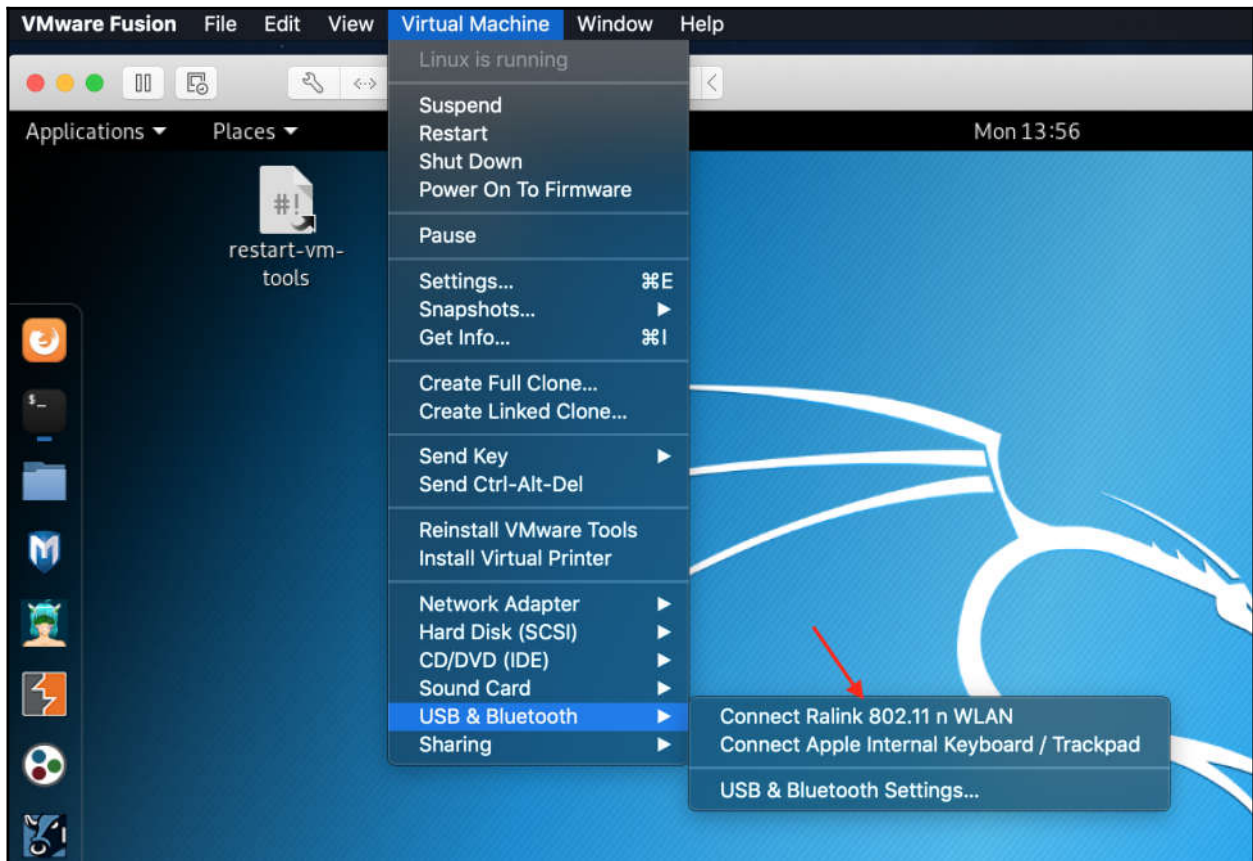 VMware Fusion File Edit View Virtual Machine Window Help
Linux is running
Applications Places Mon 13:56
Suspend
Restart
Shut Down
Power On To Firmware
Pause
#!
restart-vm-
tools
Settings... ⌘E
Snapshots...
Get Info... ⌘I
Create Full Clone...
Create Linked Clone...
$_
Send Key
Send Ctrl-Alt-Del
Reinstall VMware Tools
Install Virtual Printer
Network Adapter
Hard Disk (SCSI)
CD/DVD (IDE)
Sound Card
USB & Bluetooth
Sharing
Connect Ralink 802.11 n WLAN
Connect Apple Internal Keyboard / Trackpad
USB & Bluetooth Settings...